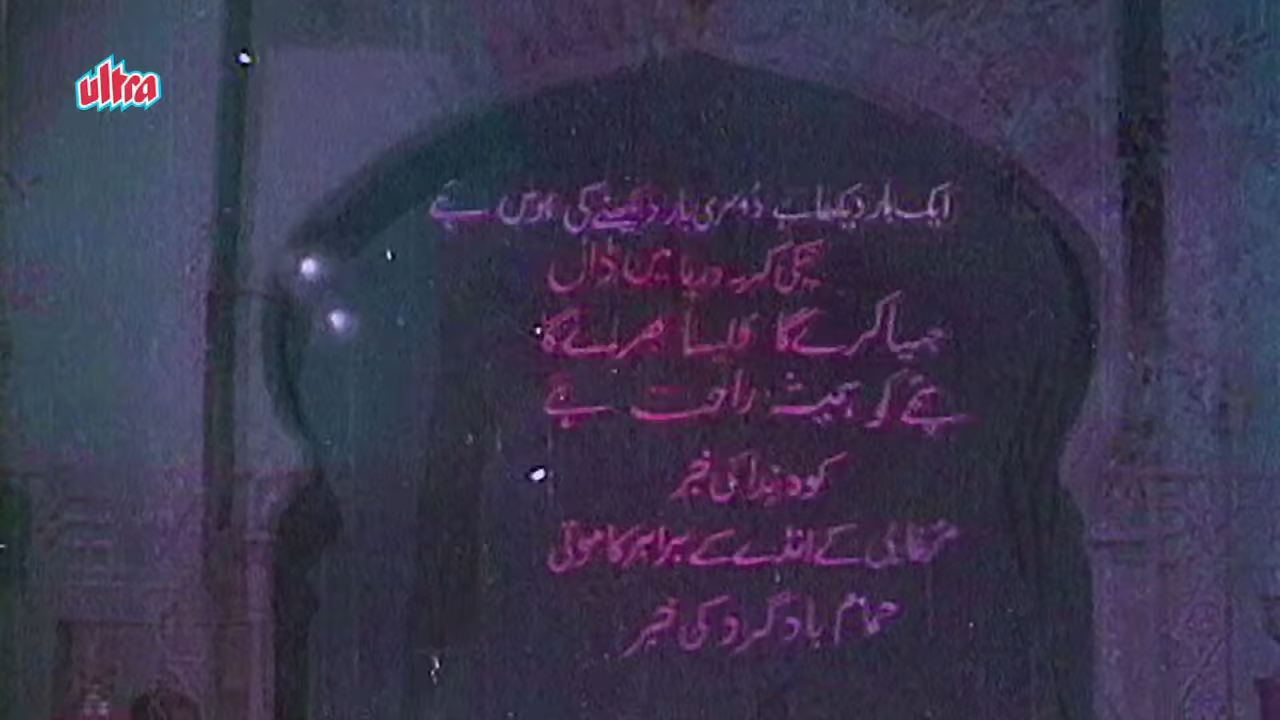 ultra
ایک بار دیکھا ہے دوسری بار دیکھنے کی ہوس ہے
نیکی کر دریا میں ڈال
جیسا کرے گا ویسا بھرے گا
سچے کو ہمیشہ راحت ہے
کوہ ندا کی خبر
مرغابی کے انڈے کے برابر کا موتی
حمام باد گرد کی خبر